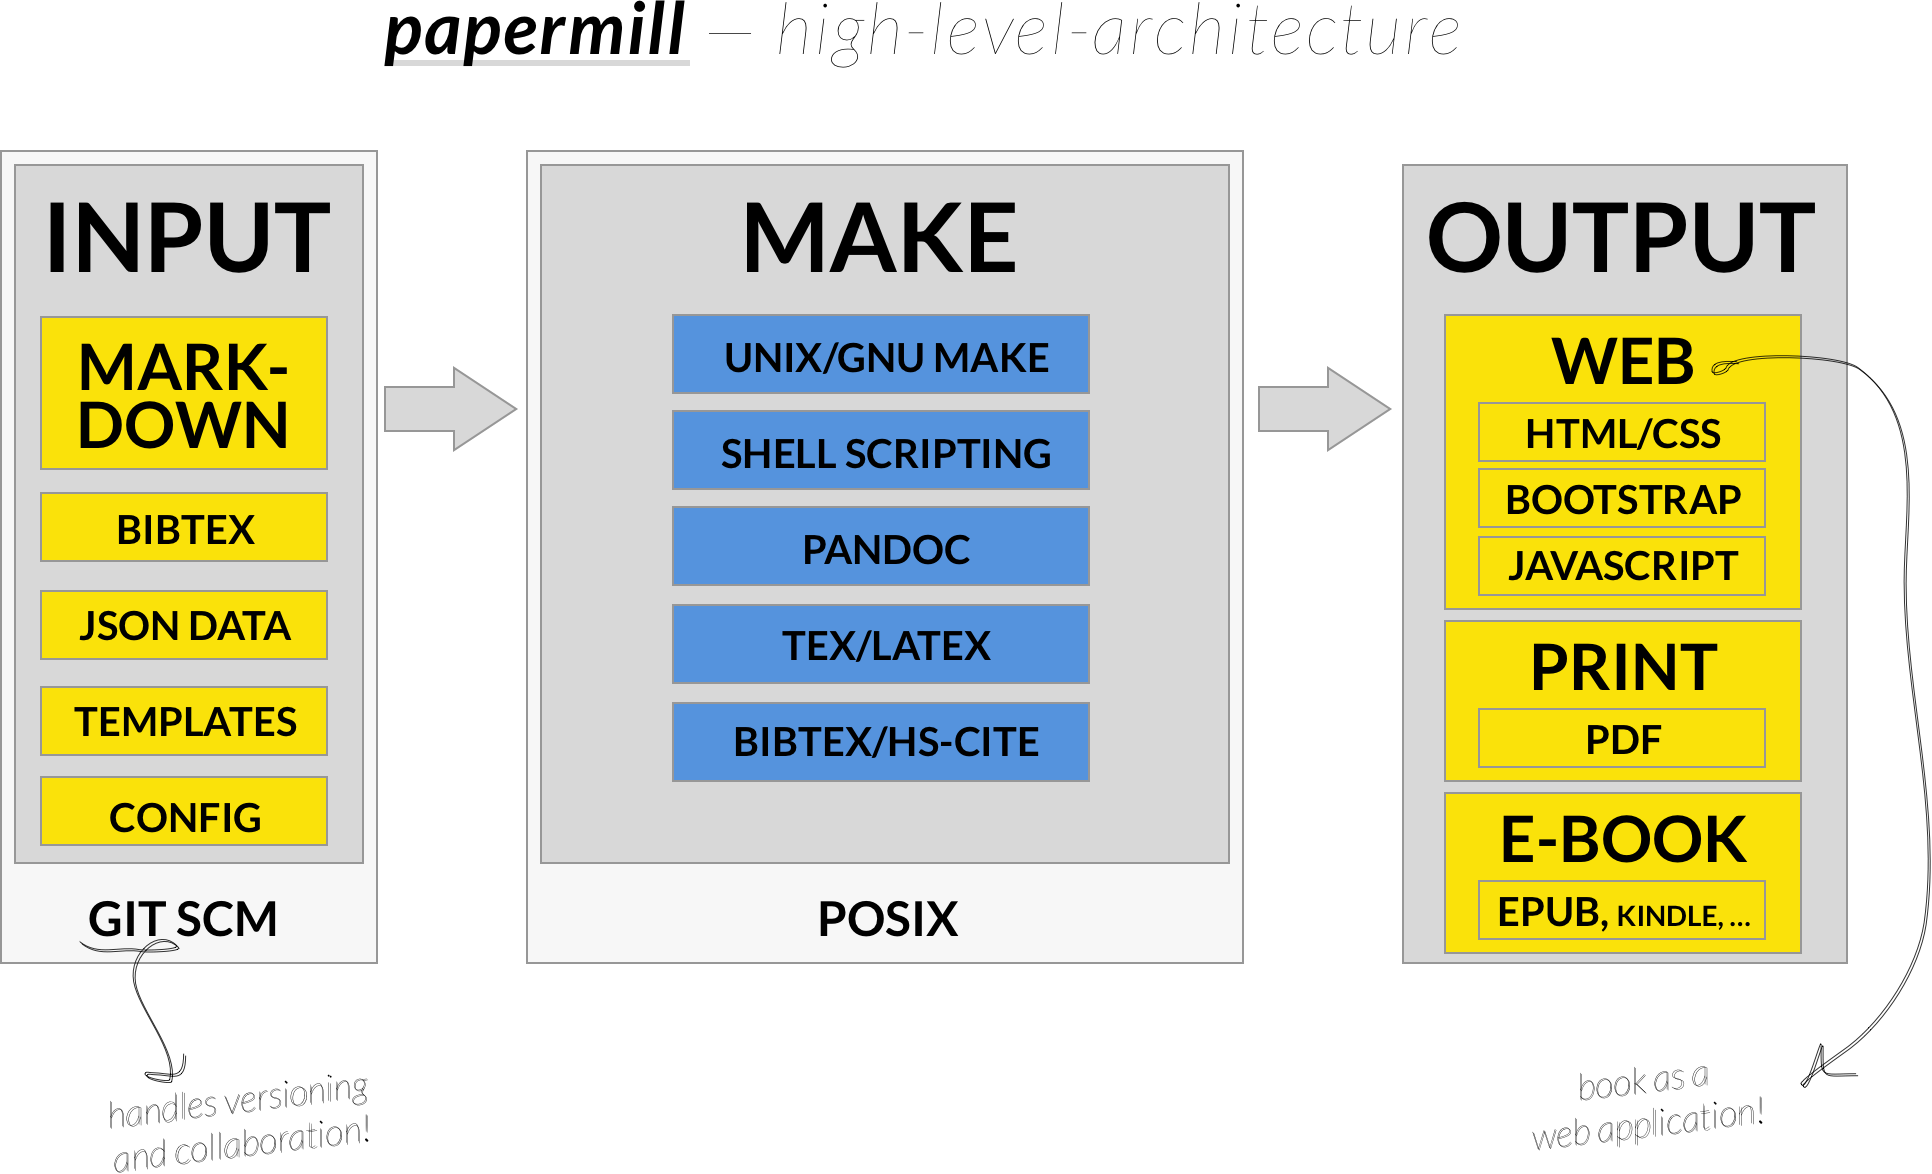 papermill — high-level-architecture
INPUT
MARK-
DOWN
BIBTEX
JSON DATA
TEMPLATES
CONFIG
GIT SCM
handles versioning
and collaboration!
MAKE
UNIX/GNU MAKE
SHELL SCRIPTING
PANDOC
TEX/LATEX
BIBTEX/HS-CITE
POSIX
OUTPUT
WEB
HTML/CSS
BOOTSTRAP
JAVASCRIPT
PRINT
PDF
E-BOOK
EPUB, KINDLE, ...
book as a
web application!